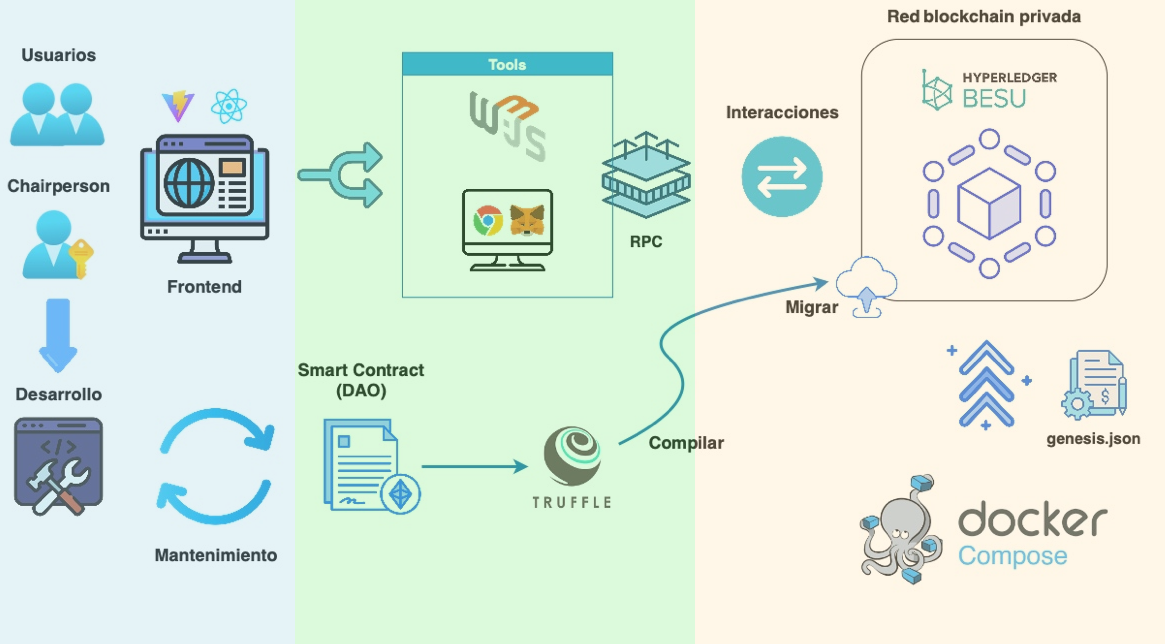 Usuarios
Chairperson
Desarrollo
Frontend
Mantenimiento
Tools
W3JS
RPC
Smart Contract
(DAO)
TRUFFLE
Compilar
Migrar
Interacciones
Red blockchain privada
HYPERLEDGER
BESU
genesis.json
docker
Compose